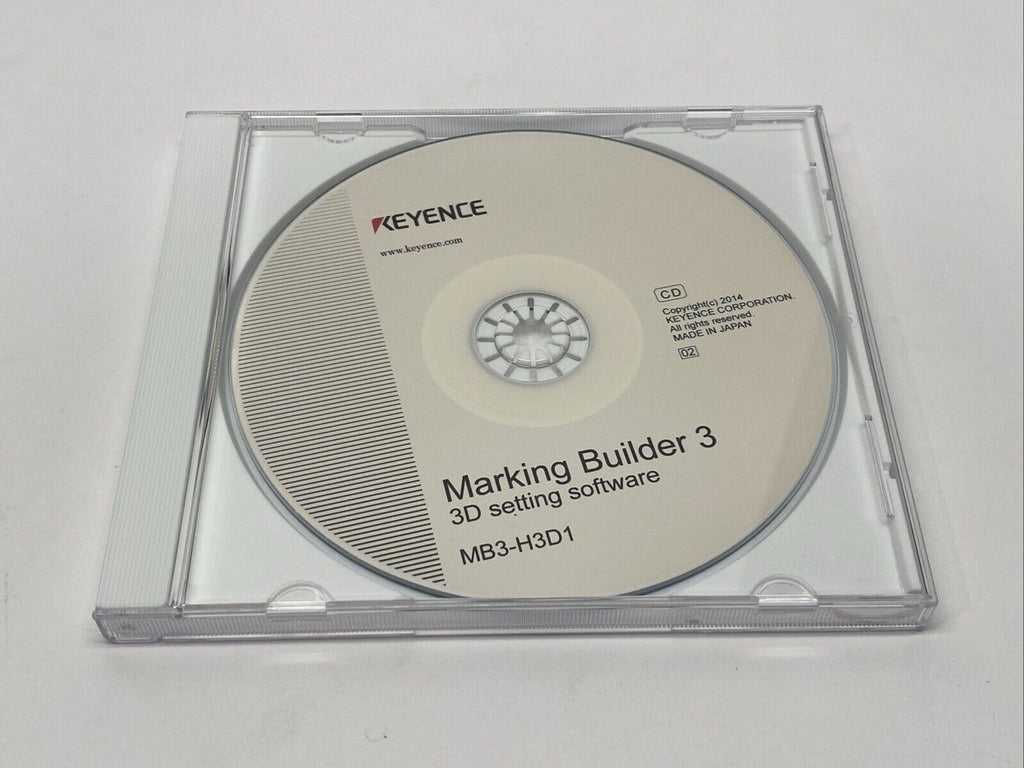 KEYENCE
www.keyence.com
CD
Copyright(c) 2014
KEYENCE CORPORATION.
All rights reserved.
MADE IN JAPAN
02
Marking Builder 3
3D setting software
MB3-H3D1